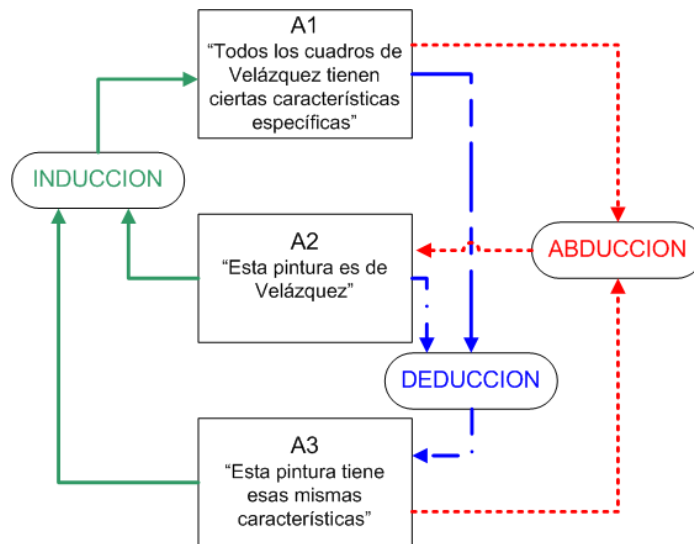 A1
“Todos los cuadros de
Velázquez tienen
ciertas características
específicas”
INDUCCION
A2
“Esta pintura es de
Velázquez”
ABDUCCION
DEDUCCION
A3
“Esta pintura tiene
esas mismas
características”